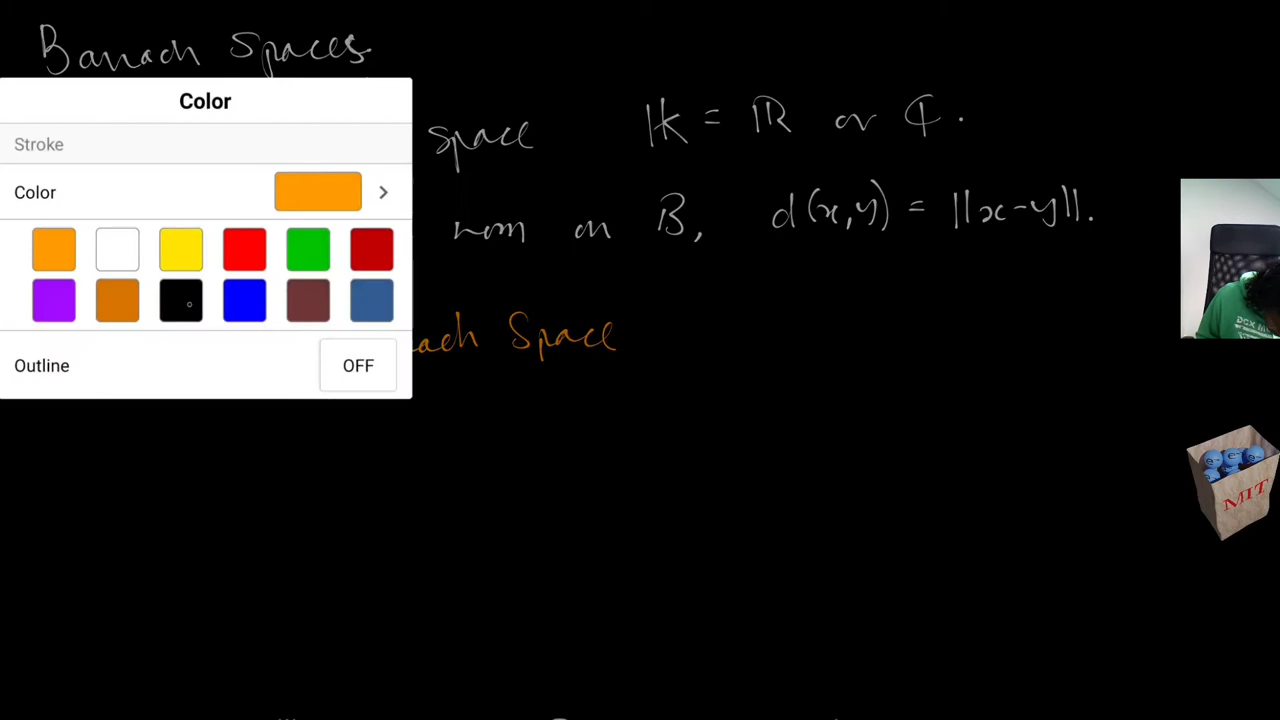 Banach Spaces
Color
Stroke
space 𝕂 = ℝ or ℂ.
Color
norm on B, d(x,y) = ||x-y||.
ach Space
Outline OFF
MIT